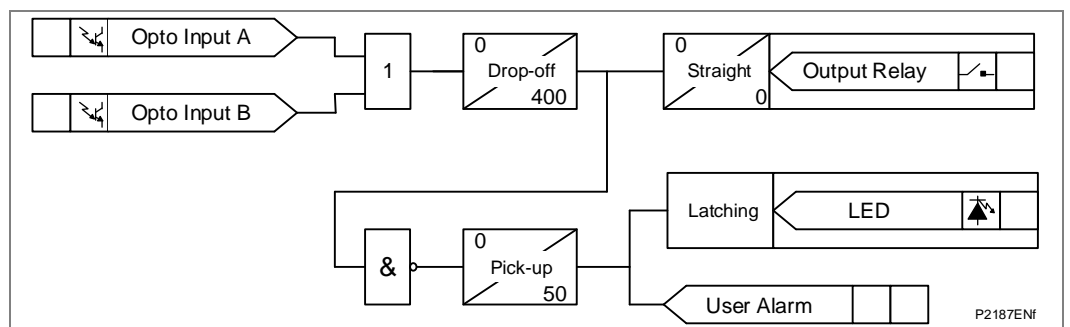 Opto Input A
Opto Input B
1
0
Drop-off
400
0
Straight
0
Output Relay
Latching
LED
&
0
Pick-up
50
User Alarm
P2187ENf